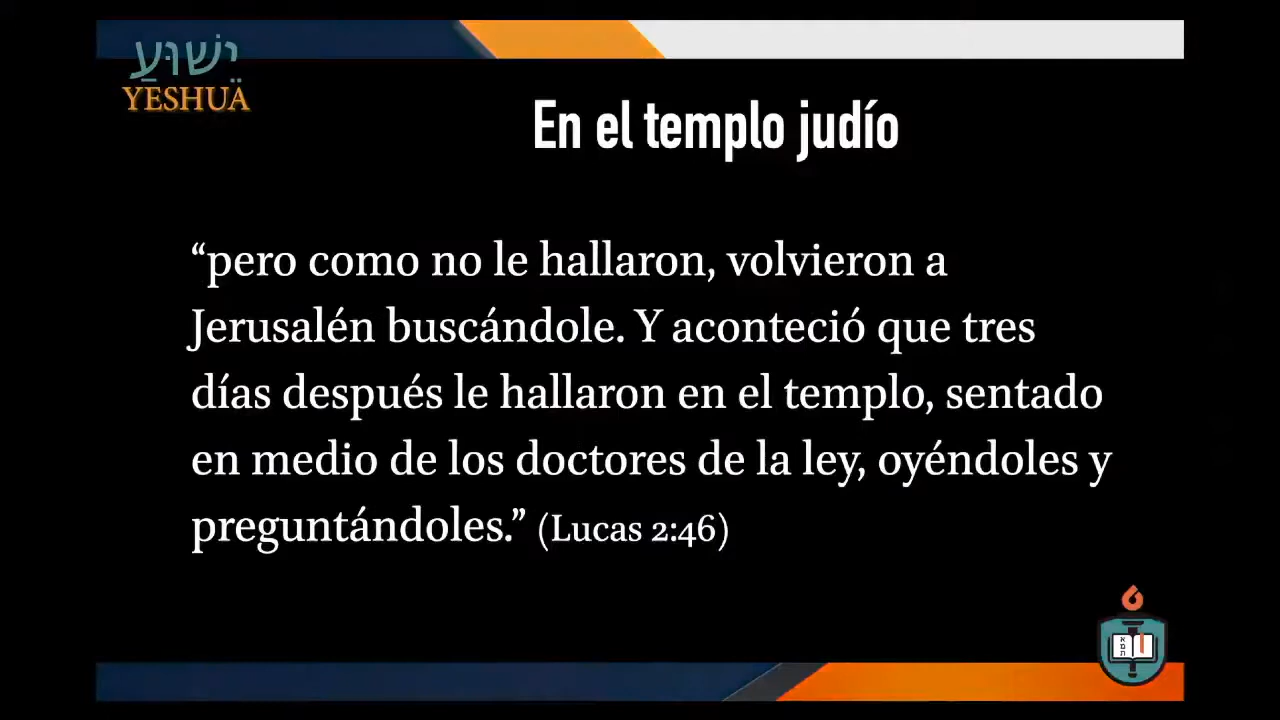 יֵשׁוּעַ
YESHUA
En el templo judío
“pero como no le hallaron, volvieron a
Jerusalén buscándole. Y aconteció que tres
días después le hallaron en el templo, sentado
en medio de los doctores de la ley, oyéndoles y
preguntándoles.” (Lucas 2:46)
א
מ
ת